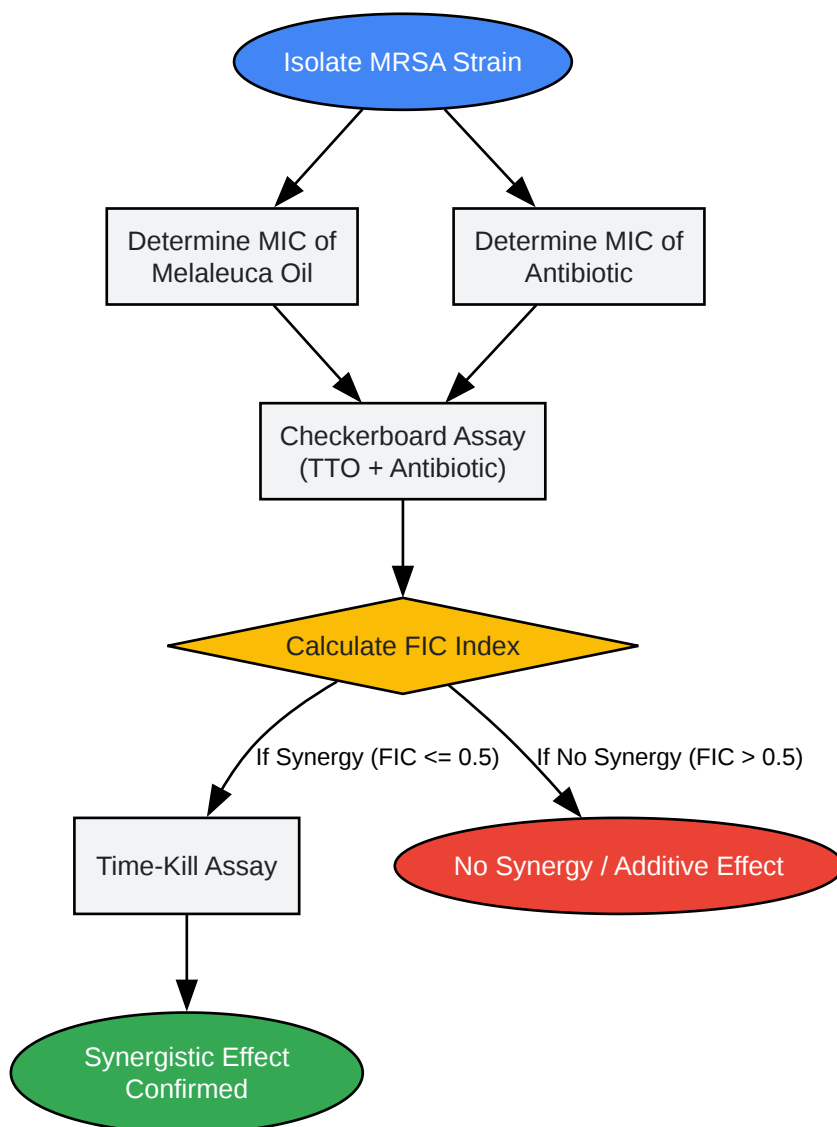 Isolate MRSA Strain
Determine MIC of
Melaleuca Oil
Determine MIC of
Antibiotic
Checkerboard Assay
(TTO + Antibiotic)
Calculate FIC Index
If Synergy (FIC <= 0.5)
If No Synergy (FIC > 0.5)
Time-Kill Assay
No Synergy / Additive Effect
Synergistic Effect
Confirmed